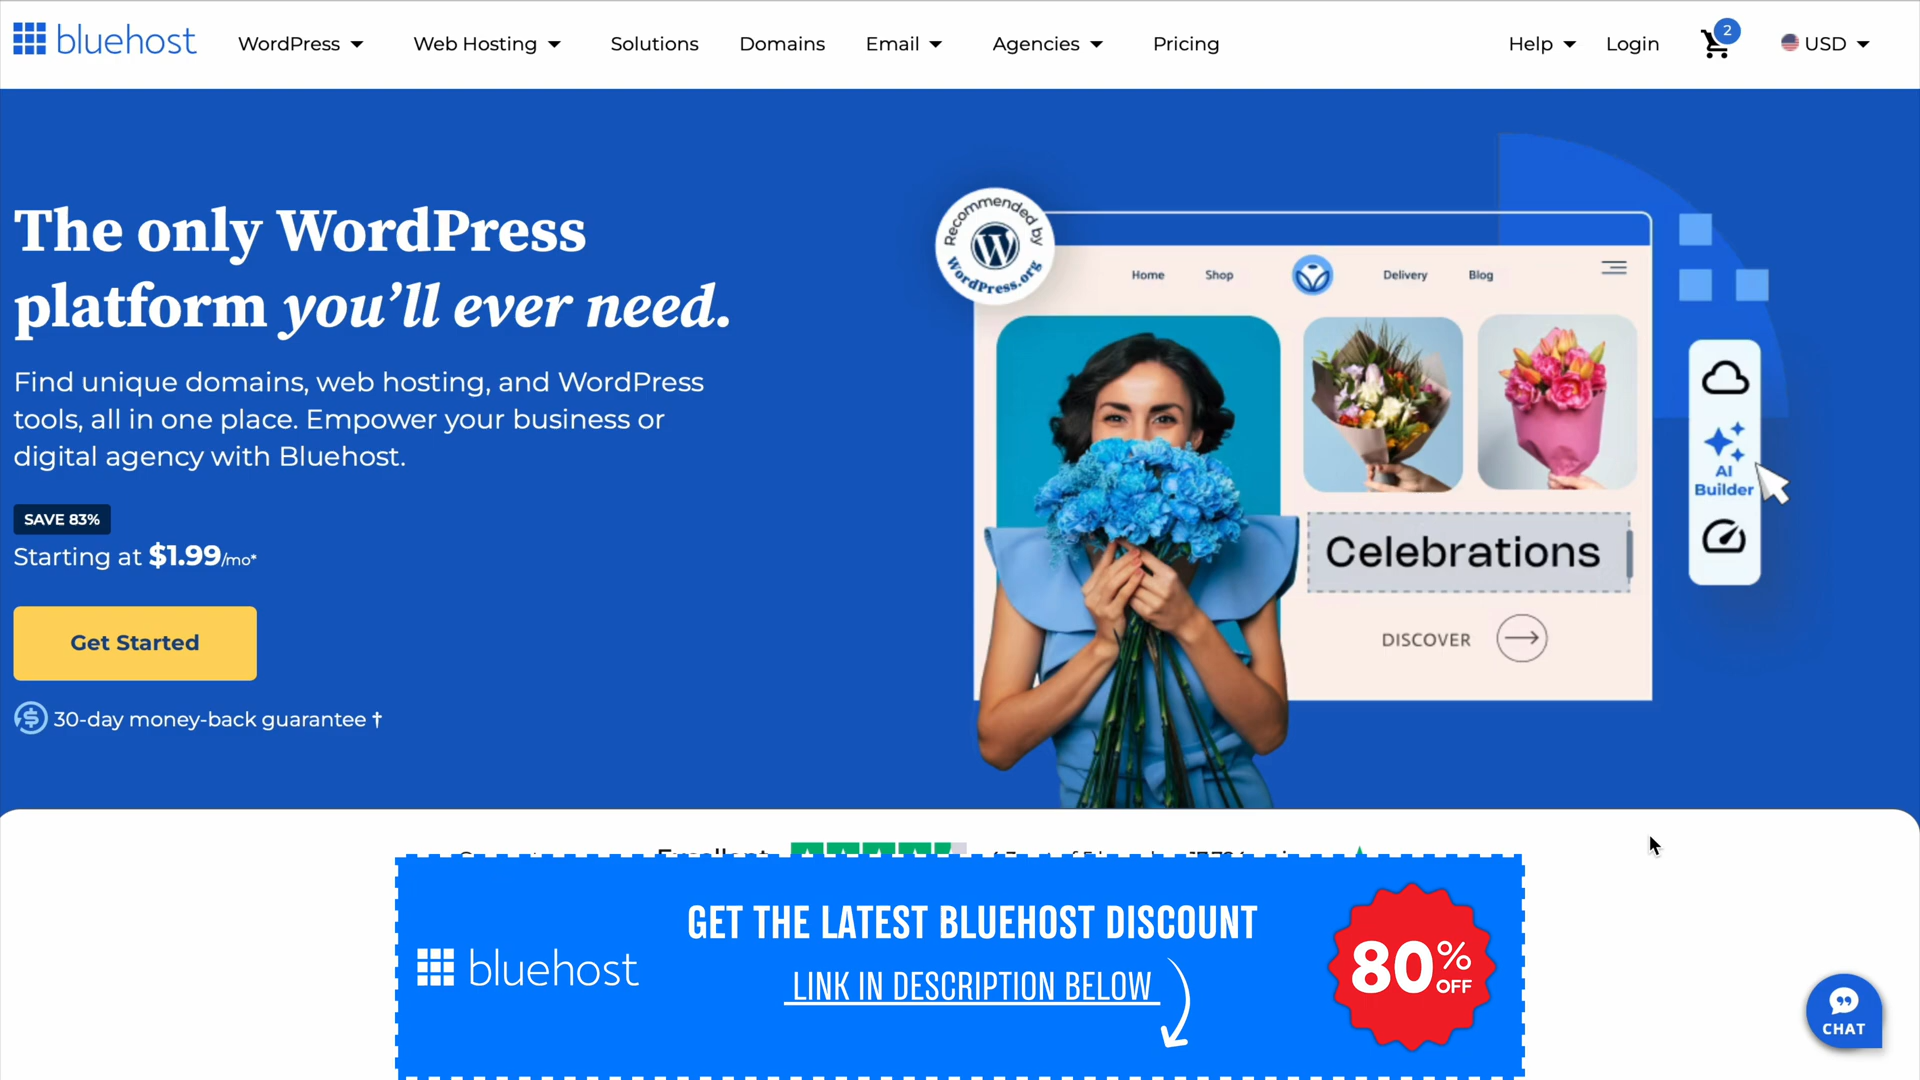 bluehost
WordPress
Web Hosting
Solutions
Domains
Email
Agencies
Pricing
Help
Login
2
USD
The only WordPress
platform you’ll ever need.
Find unique domains, web hosting, and WordPress
tools, all in one place. Empower your business or
digital agency with Bluehost.
SAVE 83%
Starting at $1.99/mo*
Get Started
30-day money-back guarantee †
Recommended by
WordPress.org
Home
Shop
Delivery
Blog
Celebrations
DISCOVER
AI
Builder
Excellent
GET THE LATEST BLUEHOST DISCOUNT
bluehost
LINK IN DESCRIPTION BELOW
80%
OFF
CHAT